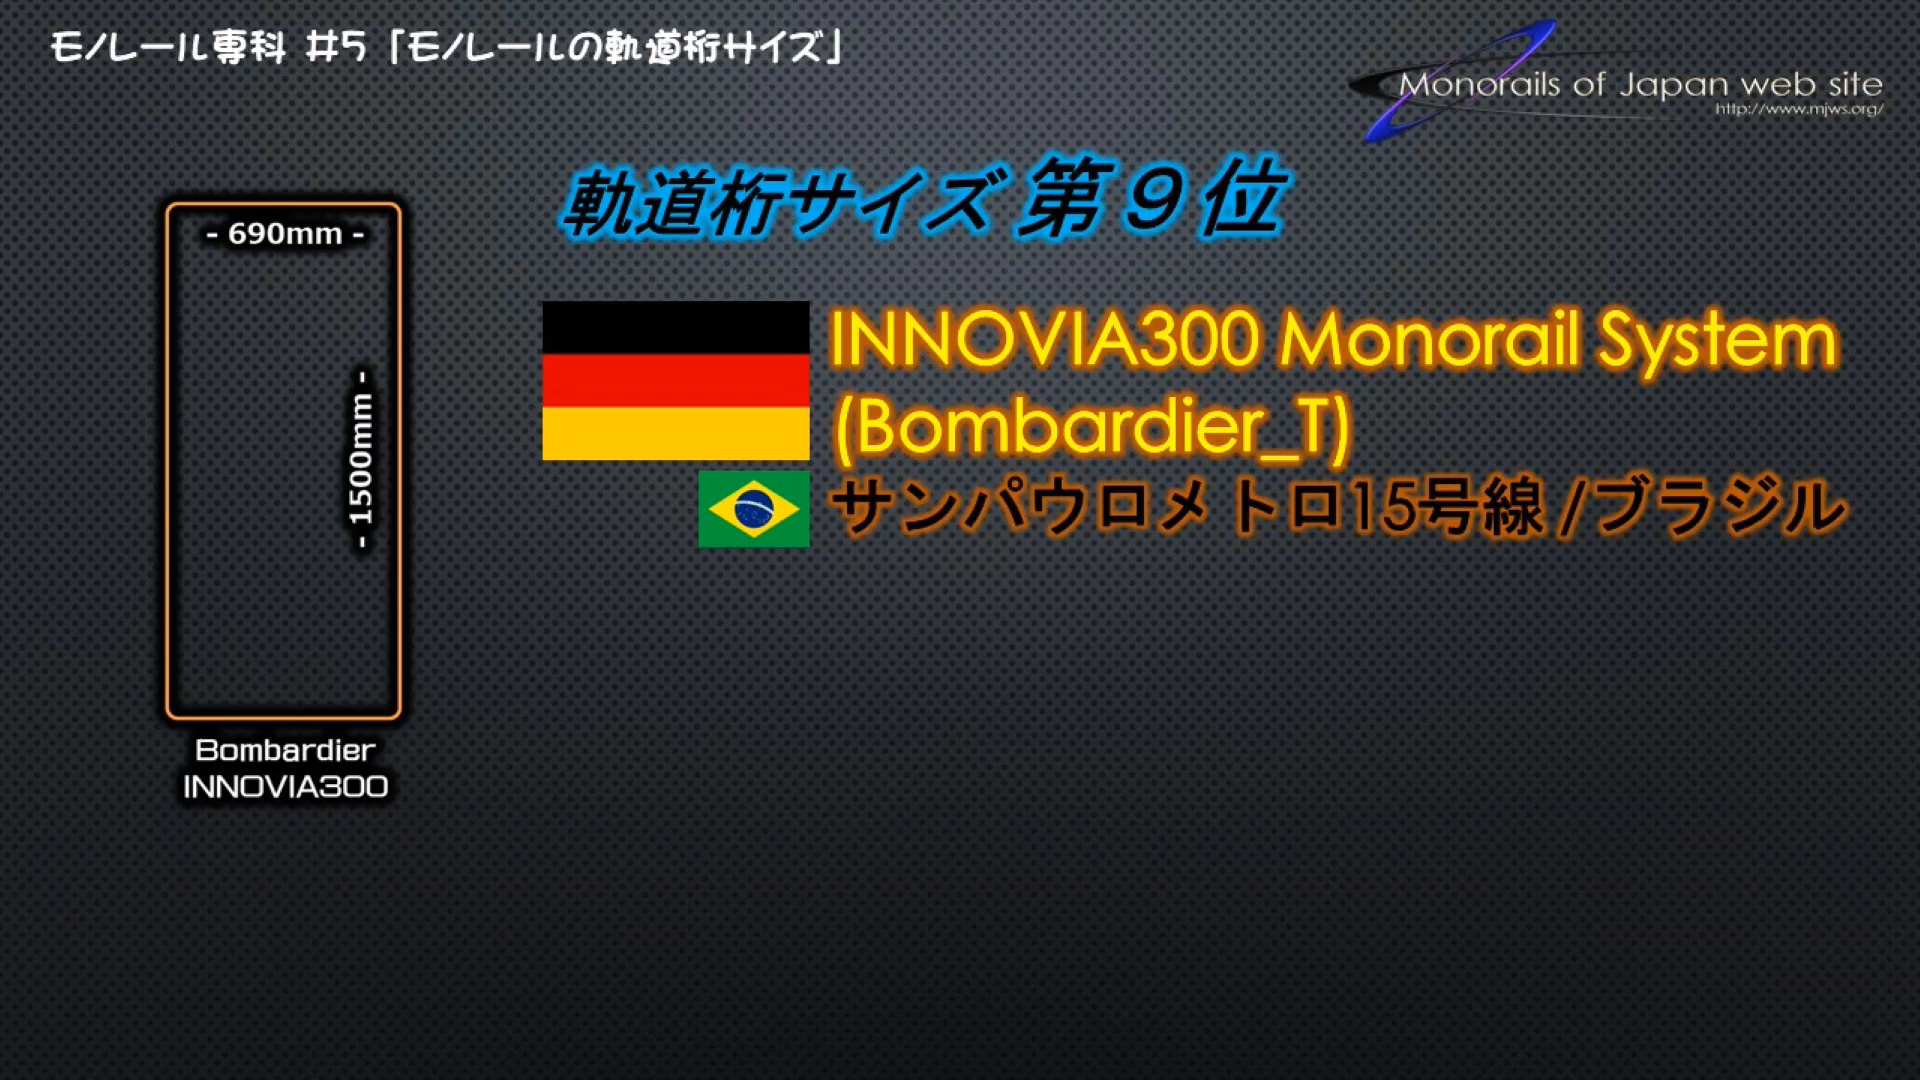 モノレール専科 #5「モノレールの軌道桁サイズ」
Monorails of Japan web site
http://www.mjws.org/
軌道桁サイズ 第9位
- 690mm -
- 1500mm -
Bombardier
INNOVIA300
INNOVIA300 Monorail System
(Bombardier_T)
サンパウロメトロ15号線 /ブラジル